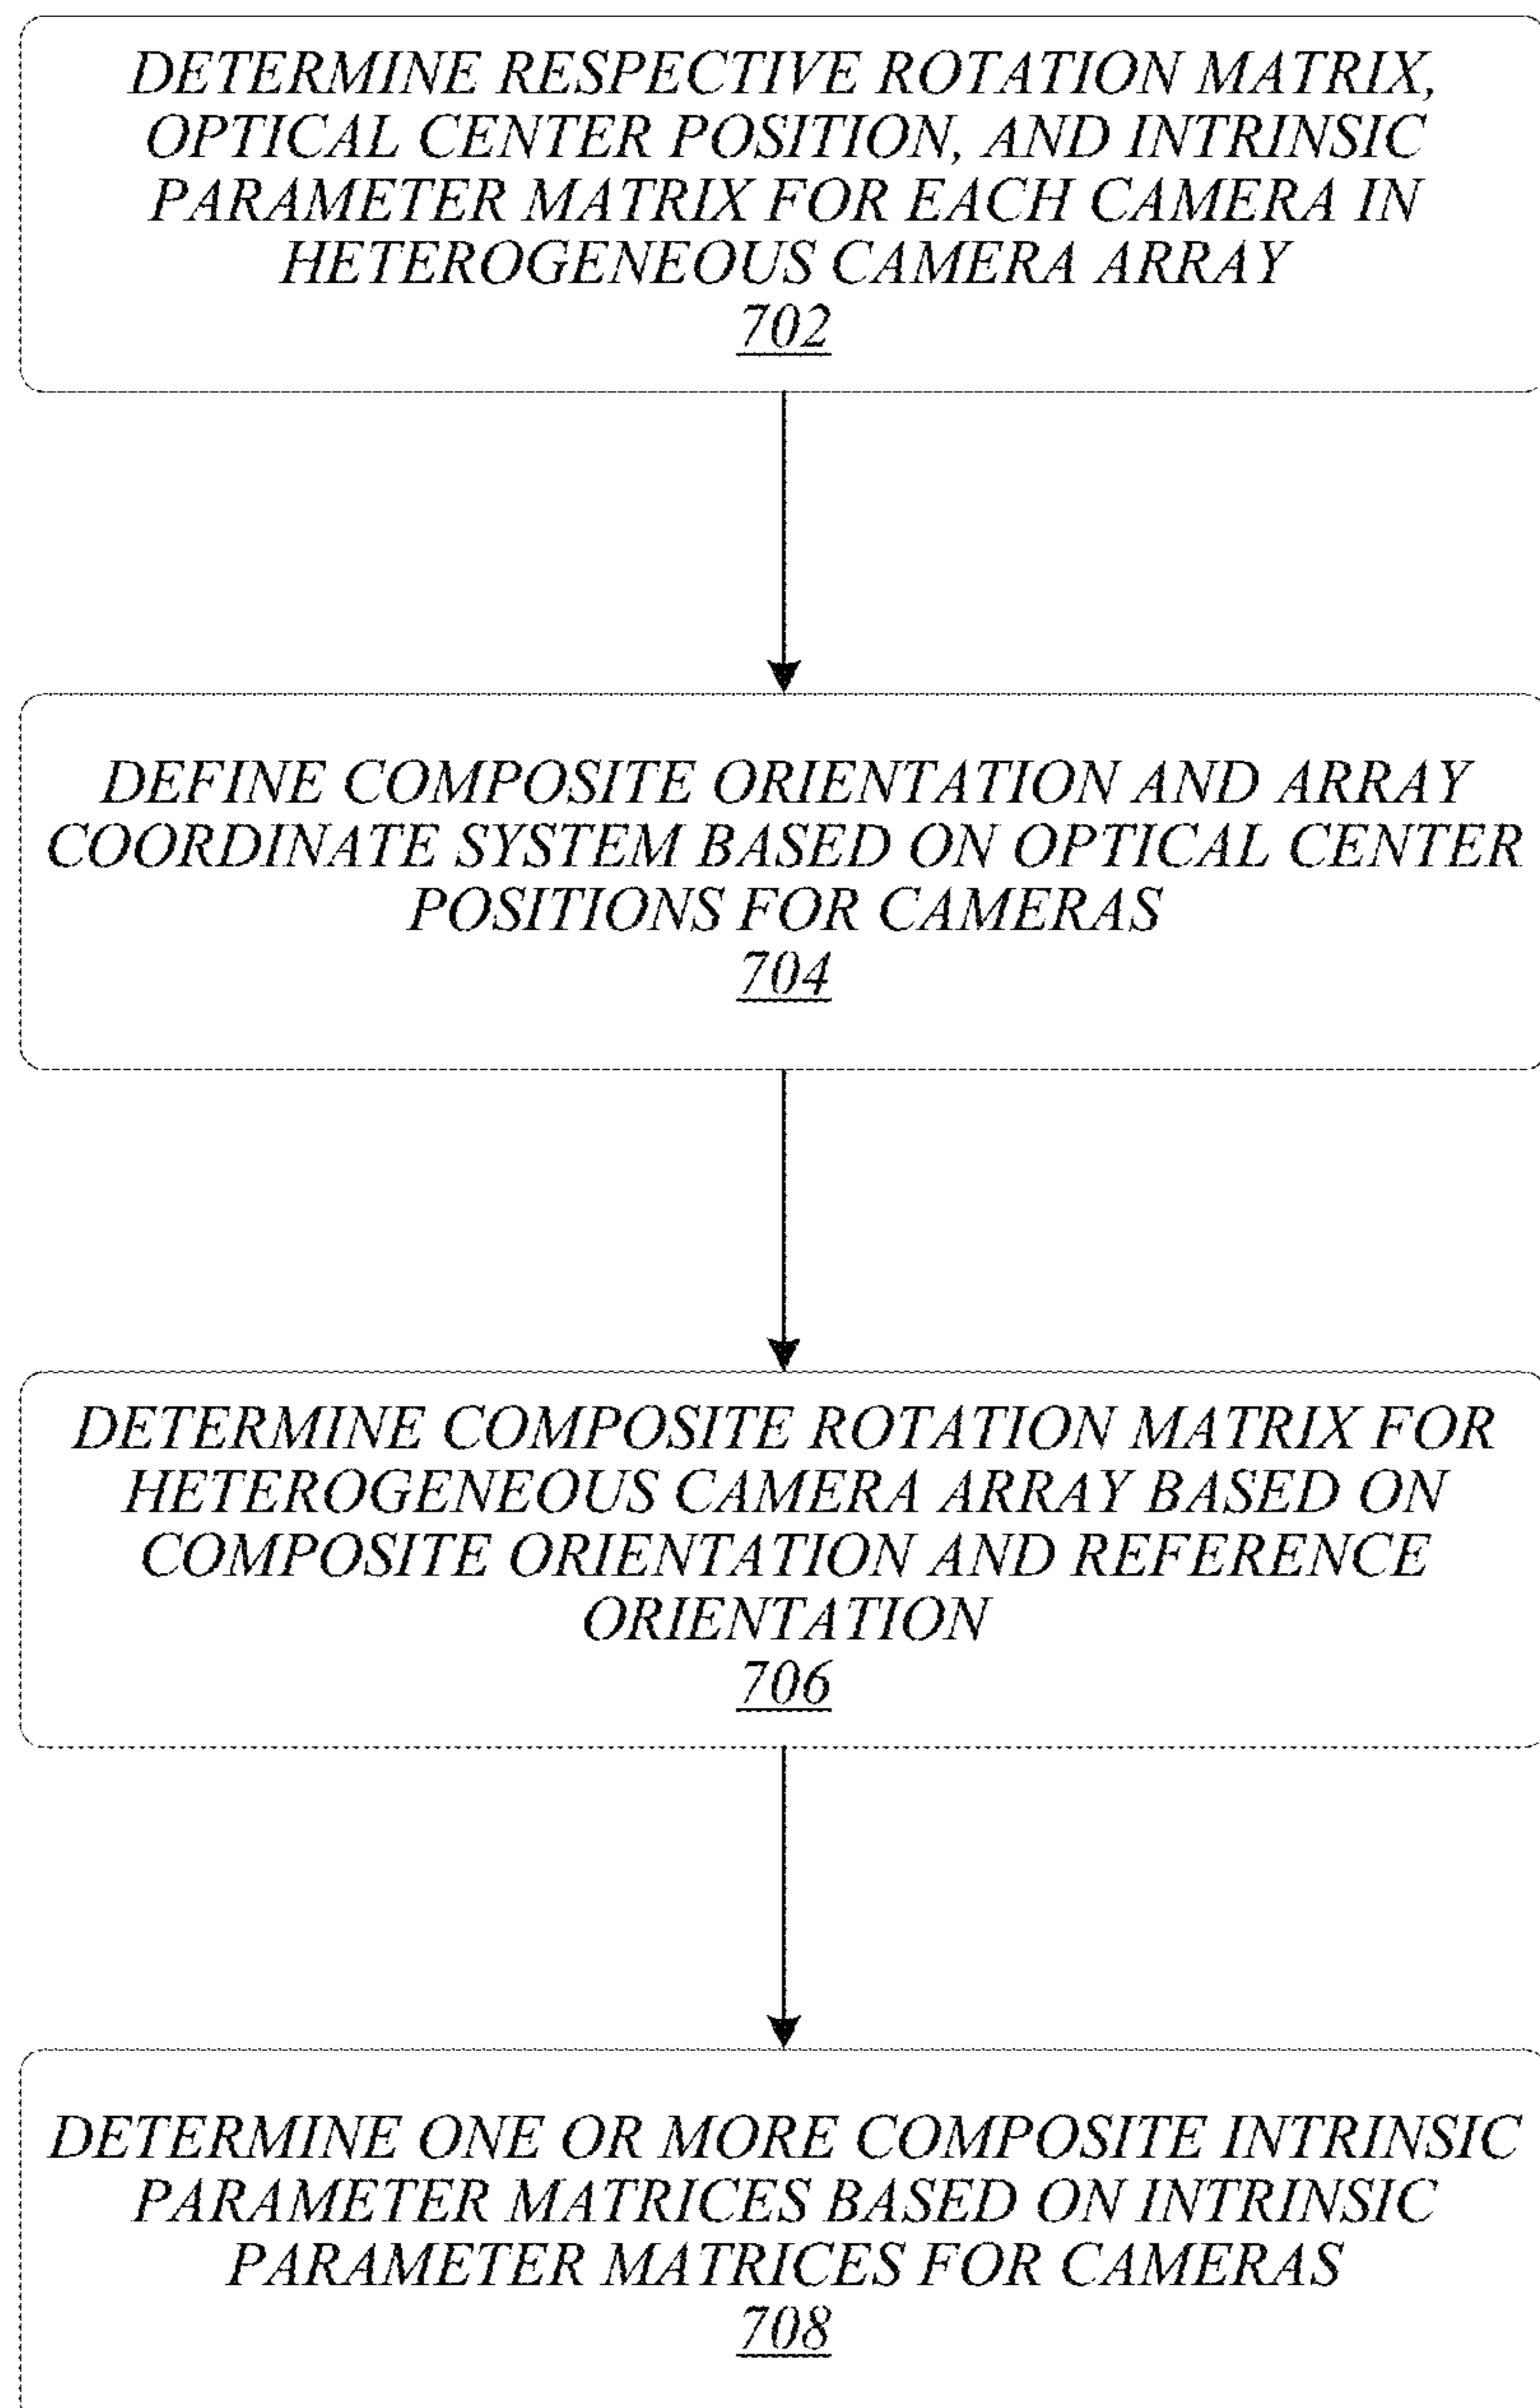 DETERMINE RESPECTIVE ROTATION MATRIX,
OPTICAL CENTER POSITION, AND INTRINSIC
PARAMETER MATRIX FOR EACH CAMERA IN
HETEROGENEOUS CAMERA ARRAY
702
DEFINE COMPOSITE ORIENTATION AND ARRAY
COORDINATE SYSTEM BASED ON OPTICAL CENTER
POSITIONS FOR CAMERAS
704
DETERMINE COMPOSITE ROTATION MATRIX FOR
HETEROGENEOUS CAMERA ARRAY BASED ON
COMPOSITE ORIENTATION AND REFERENCE
ORIENTATION
706
DETERMINE ONE OR MORE COMPOSITE INTRINSIC
PARAMETER MATRICES BASED ON INTRINSIC
PARAMETER MATRICES FOR CAMERAS
708